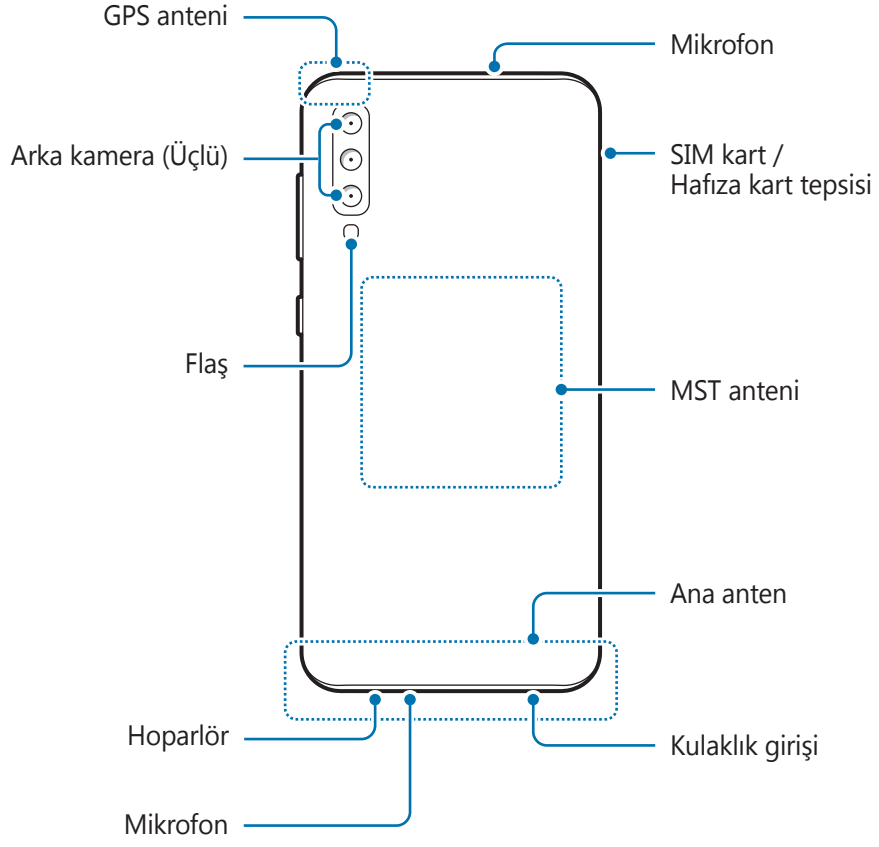 GPS anteni
Mikrofon
Arka kamera (Üçlü)
SIM kart /
Hafıza kart tepsisi
Flaş
MST anteni
Ana anten
Hoparlör
Kulaklık girişi
Mikrofon